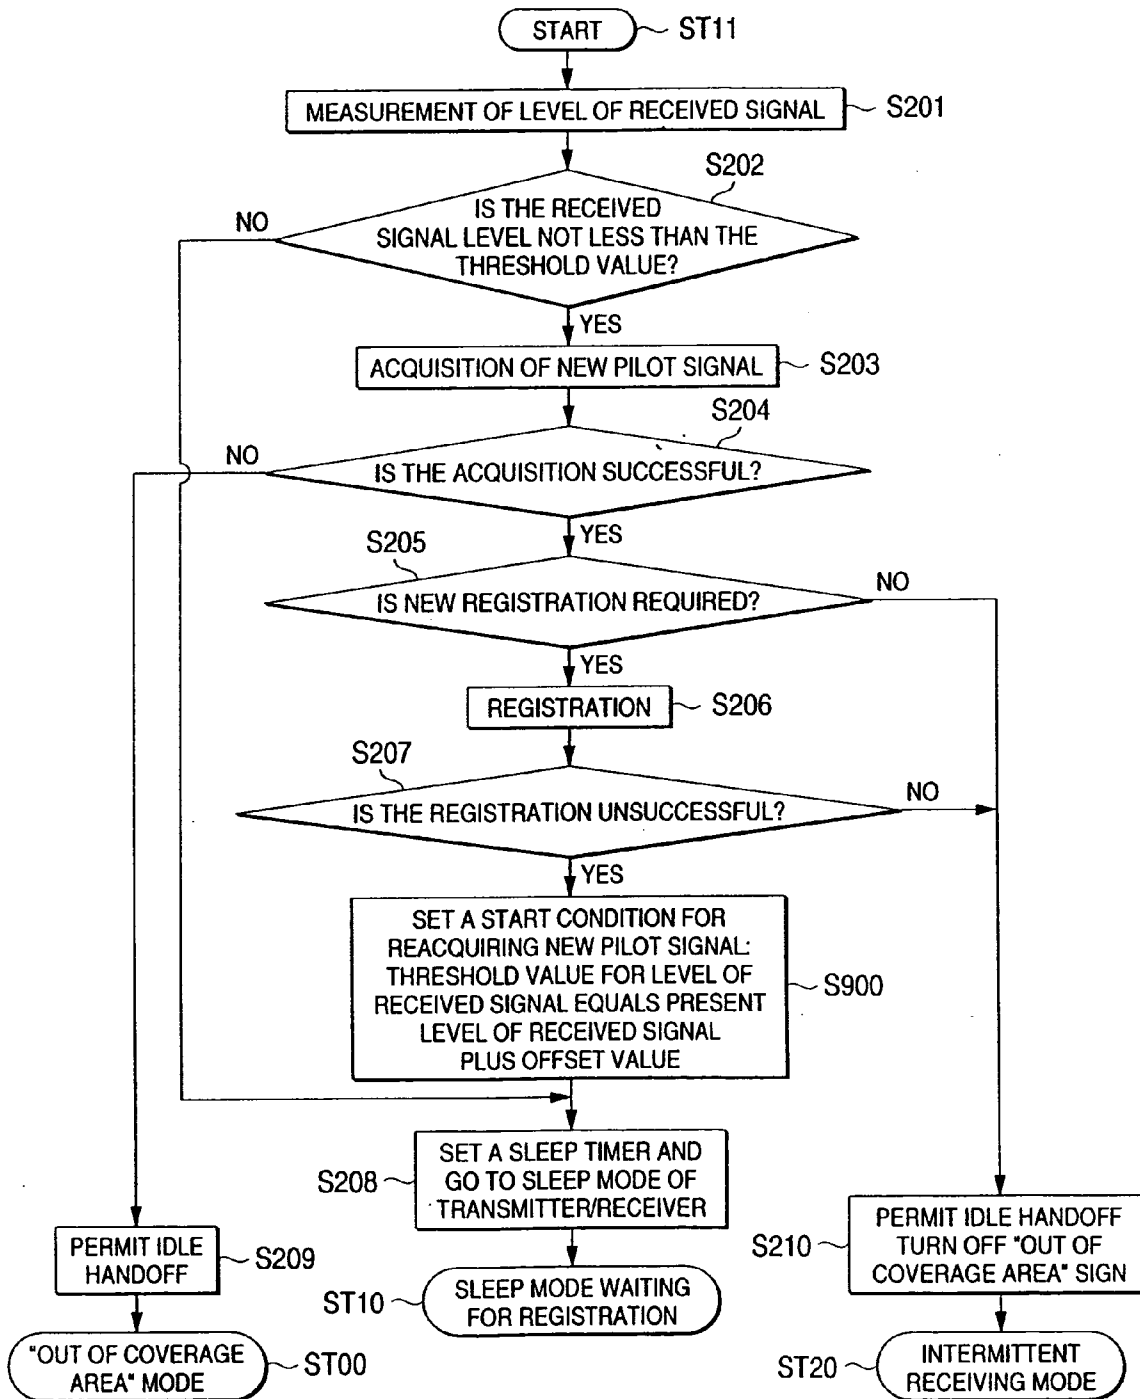 START
ST11
MEASUREMENT OF LEVEL OF RECEIVED SIGNAL
S201
S202
NO
IS THE RECEIVED
SIGNAL LEVEL NOT LESS THAN THE
THRESHOLD VALUE?
YES
ACQUISITION OF NEW PILOT SIGNAL
S203
S204
NO
IS THE ACQUISITION SUCCESSFUL?
YES
S205
NO
IS NEW REGISTRATION REQUIRED?
YES
REGISTRATION
S206
S207
NO
IS THE REGISTRATION UNSUCCESSFUL?
YES
SET A START CONDITION FOR
REACQUIRING NEW PILOT SIGNAL:
THRESHOLD VALUE FOR LEVEL OF
RECEIVED SIGNAL EQUALS PRESENT
LEVEL OF RECEIVED SIGNAL
PLUS OFFSET VALUE
S900
S208
SET A SLEEP TIMER AND
GO TO SLEEP MODE OF
TRANSMITTER/RECEIVER
PERMIT IDLE
HANDOFF
S209
S210
PERMIT IDLE HANDOFF
TURN OFF "OUT OF
COVERAGE AREA" SIGN
ST10
SLEEP MODE WAITING
FOR REGISTRATION
"OUT OF COVERAGE
AREA" MODE
ST00
ST20
INTERMITTENT
RECEIVING MODE